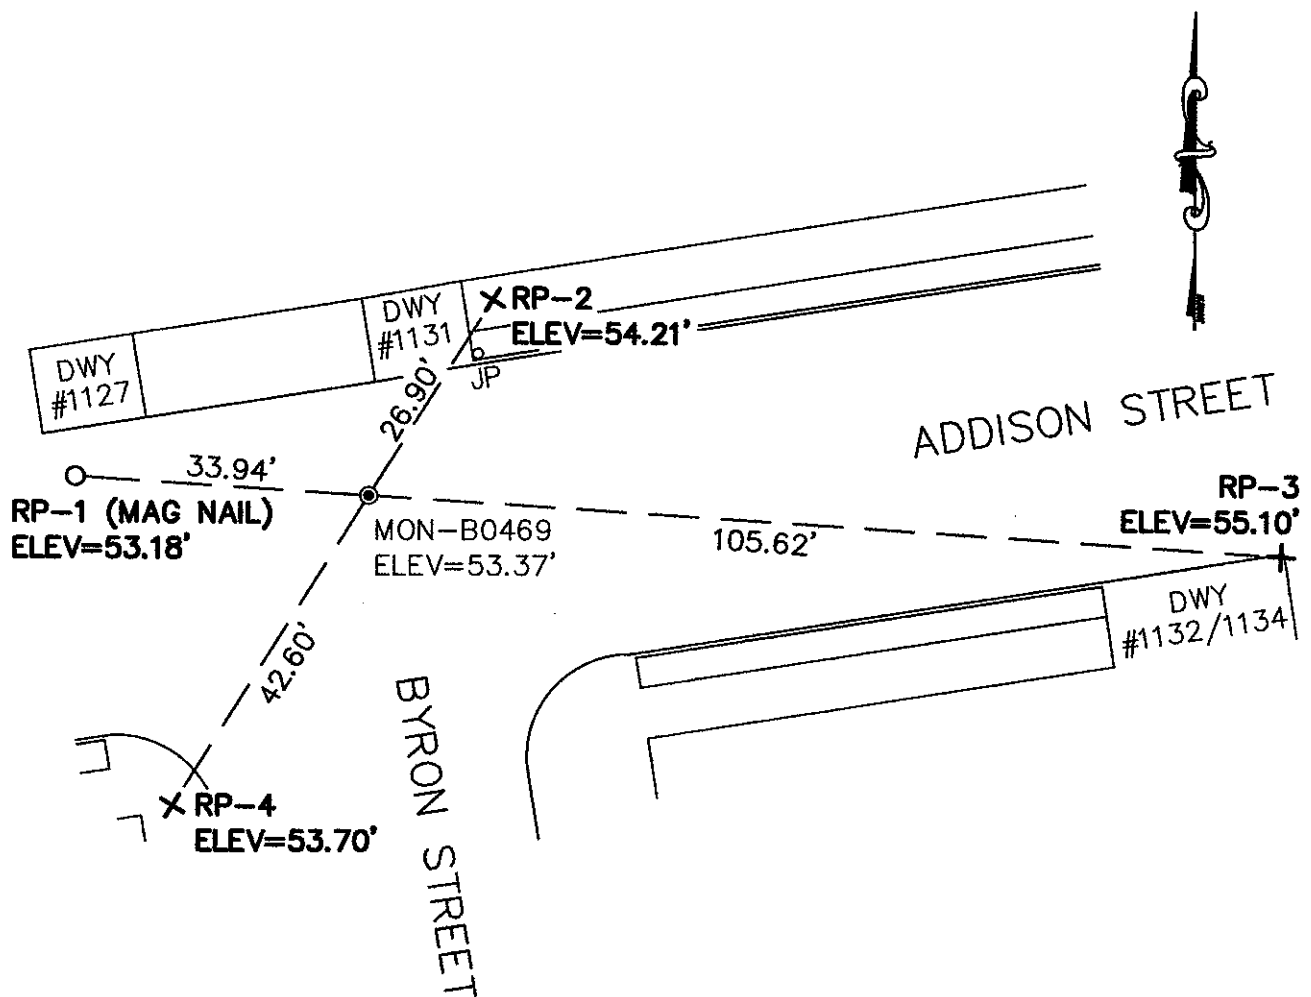 DWY
#1131
RP-2
ELEV=54.21'
DWY
#1127
JP
26.90'
ADDISON STREET
33.94'
RP-1 (MAG NAIL)
ELEV=53.18'
MON-B0469
ELEV=53.37'
105.62'
RP-3
ELEV=55.10'
DWY
#1132/1134
42.60'
BYRON STREET
RP-4
ELEV=53.70'